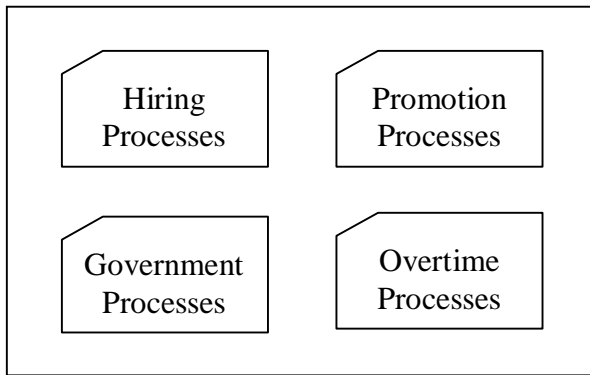 Hiring
Processes
Promotion
Processes
Government
Processes
Overtime
Processes